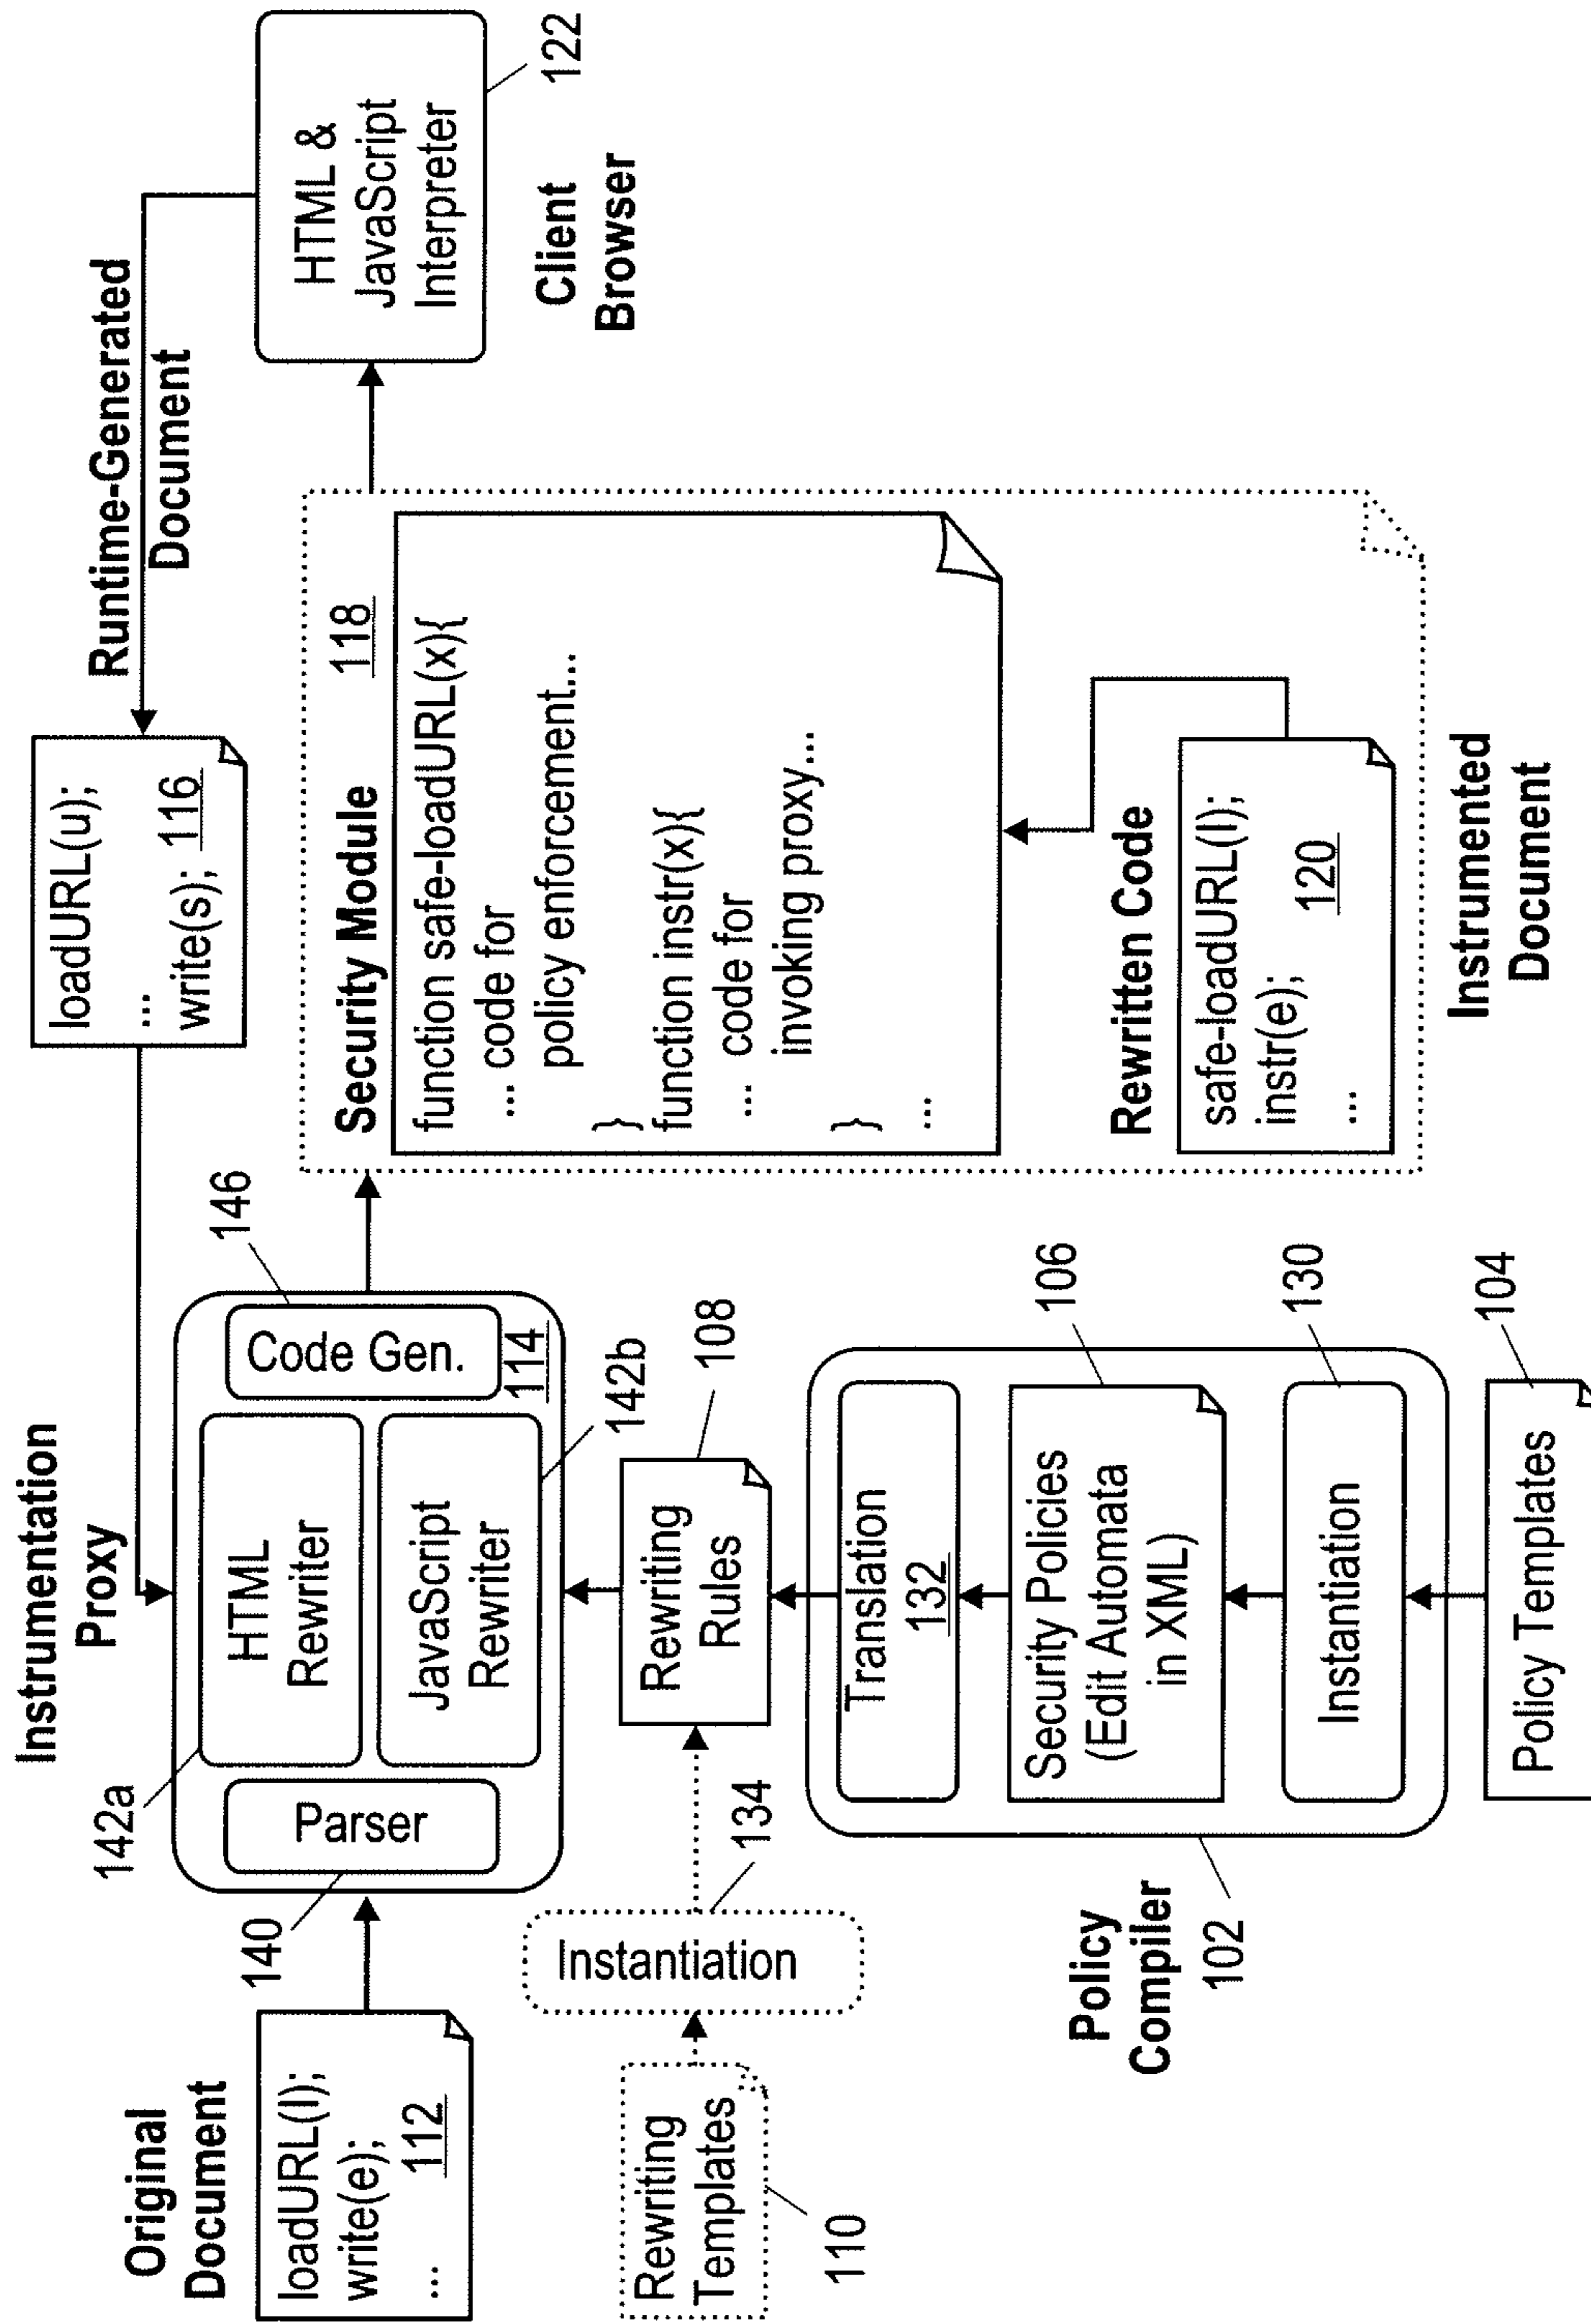 Original
Document
loadURL(l);
write(e);
...
112
Instrumentation
Proxy
142a
140
Parser
HTML
Rewriter
JavaScript
Rewriter
Code Gen.
114
146
142b
loadURL(u);
...
write(s);
116
Runtime-Generated
Document
HTML &
JavaScript
Interpreter
122
Client
Browser
Rewriting
Templates
110
Instantiation
134
Rewriting
Rules
108
Security Module
118
function safe-loadURL(x){
... code for
policy enforcement...
}
function instr(x){
... code for
invoking proxy...
}
...
Rewritten Code
safe-loadURL(l);
instr(e);
...
120
Instrumented
Document
Policy
Compiler
102
Translation
132
Security Policies
(Edit Automata
in XML)
106
Instantiation
130
Policy Templates
104